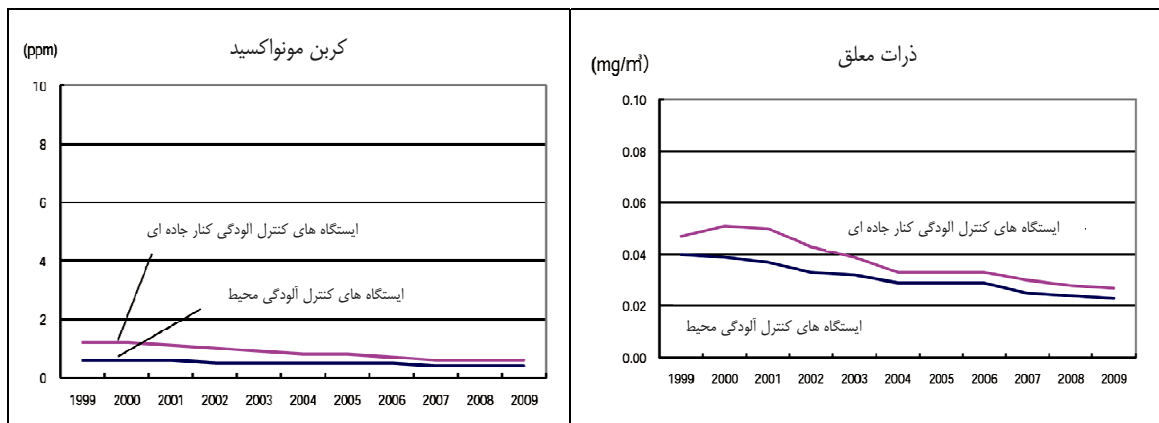 کربن مونواکسید
(ppm)
10
8
6
4
2
0
ایستگاه های کنترل الودگی کنار جاده ای
ایستگاه های کنترل آلودگی محیط
1999 2000 2001 2002 2003 2004 2005 2006 2007 2008 2009
ذرات معلق
(mg/m³)
0.10
0.08
0.06
0.04
0.02
0.00
ایستگاه های کنترل الودگی کنار جاده ای
ایستگاه های کنترل آلودگی محیط
1999 2000 2001 2002 2003 2004 2005 2006 2007 2008 2009